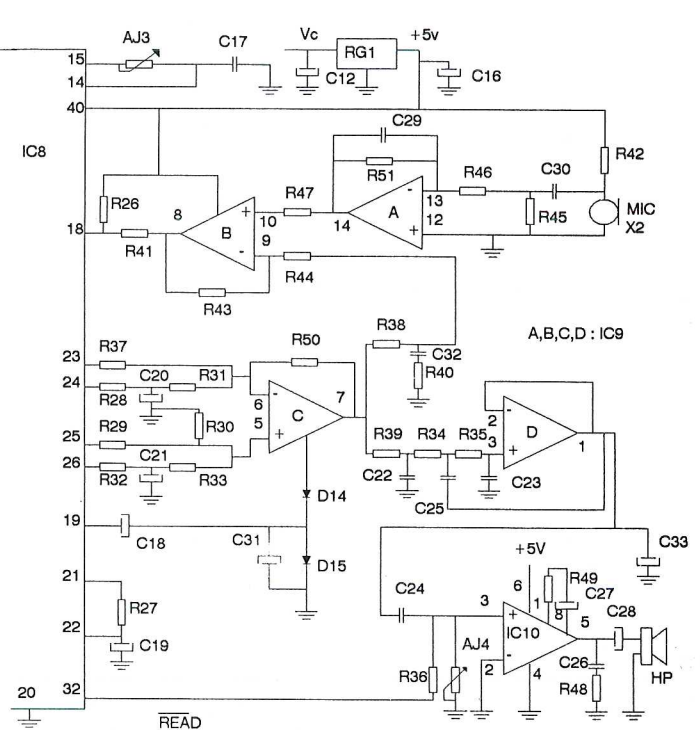 AJ3
C17
Vc
RG1
+5v
C12
C16
15
14
40
IC8
C29
R51
R42
R46
C30
R47
R26
8
B
+
10
9
-
14
A
-
13
12
+
R45
MIC
X2
18
R41
R44
R43
R38
C32
R40
A,B,C,D : IC9
R50
23
R37
24
R28
C20
R31
R30
25
R29
26
R32
C21
R33
-
6
5
+
C
7
R39
R34
R35
C22
C25
C23
-
2
3
+
D
1
D14
D15
19
C18
C31
C33
21
R27
22
C19
C24
+5V
6
1
R49
C27
8
5
C28
3
+
IC10
-
2
4
AJ4
R36
C26
R48
HP
32
20
READ